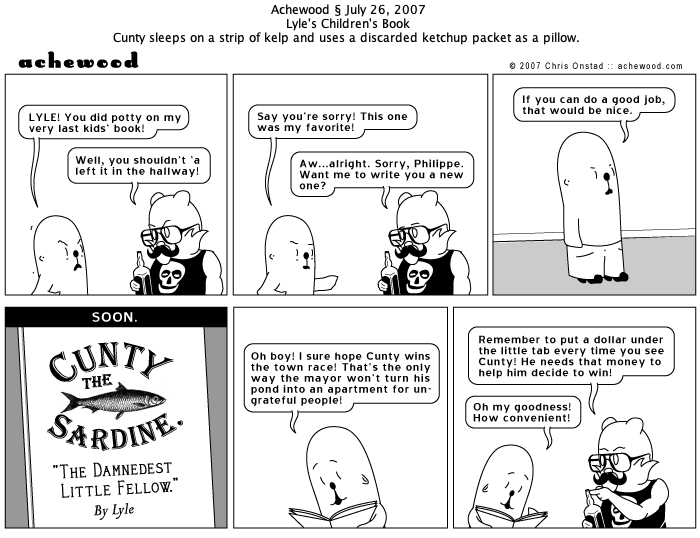 Achewood § July 26, 2007
Lyle's Children's Book
Cunty sleeps on a strip of kelp and uses a discarded ketchup packet as a pillow.
achewood
© 2007 Chris Onstad :: achewood.com
LYLE! You did potty on my
very last kids' book!
Well, you shouldn't 'a
left it in the hallway!
Say you're sorry! This one
was my favorite!
Aw...alright. Sorry, Philippe.
Want me to write you a new
one?
If you can do a good job,
that would be nice.
SOON.
CUNTY
THE
SARDINE.
"THE DAMNEDEST
LITTLE FELLOW."
By Lyle
Oh boy! I sure hope Cunty wins
the town race! That's the only
way the mayor won't turn his
pond into an apartment for un-
grateful people!
Remember to put a dollar under
the little tab every time you see
Cunty! He needs that money to
help him decide to win!
Oh my goodness!
How convenient!